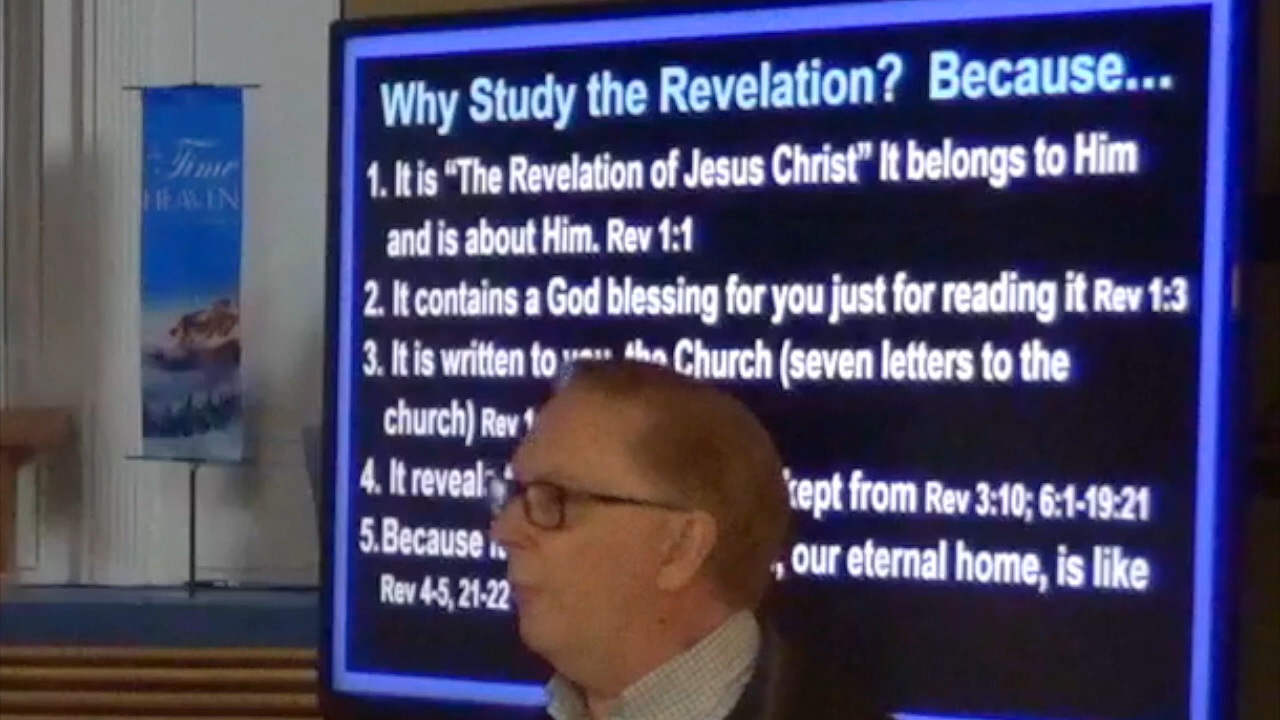 Time
HEAVEN
Why Study the Revelation? Because...
1. It is “The Revelation of Jesus Christ” It belongs to Him
and is about Him. Rev 1:1
2. It contains a God blessing for you just for reading it Rev 1:3
3. It is written to you, the Church (seven letters to the
church) Rev
4. It kept from Rev 3:10; 6:1-19:21
5. Because , our eternal home, is like
Rev 4-5, 21-22